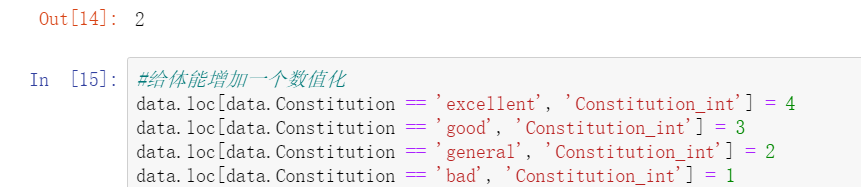 Out[14]: 2
In [15]: #给体能增加一个数值化
data.loc[data.Constitution == 'excellent', 'Constitution_int'] = 4
data.loc[data.Constitution == 'good', 'Constitution_int'] = 3
data.loc[data.Constitution == 'general', 'Constitution_int'] = 2
data.loc[data.Constitution == 'bad', 'Constitution_int'] = 1